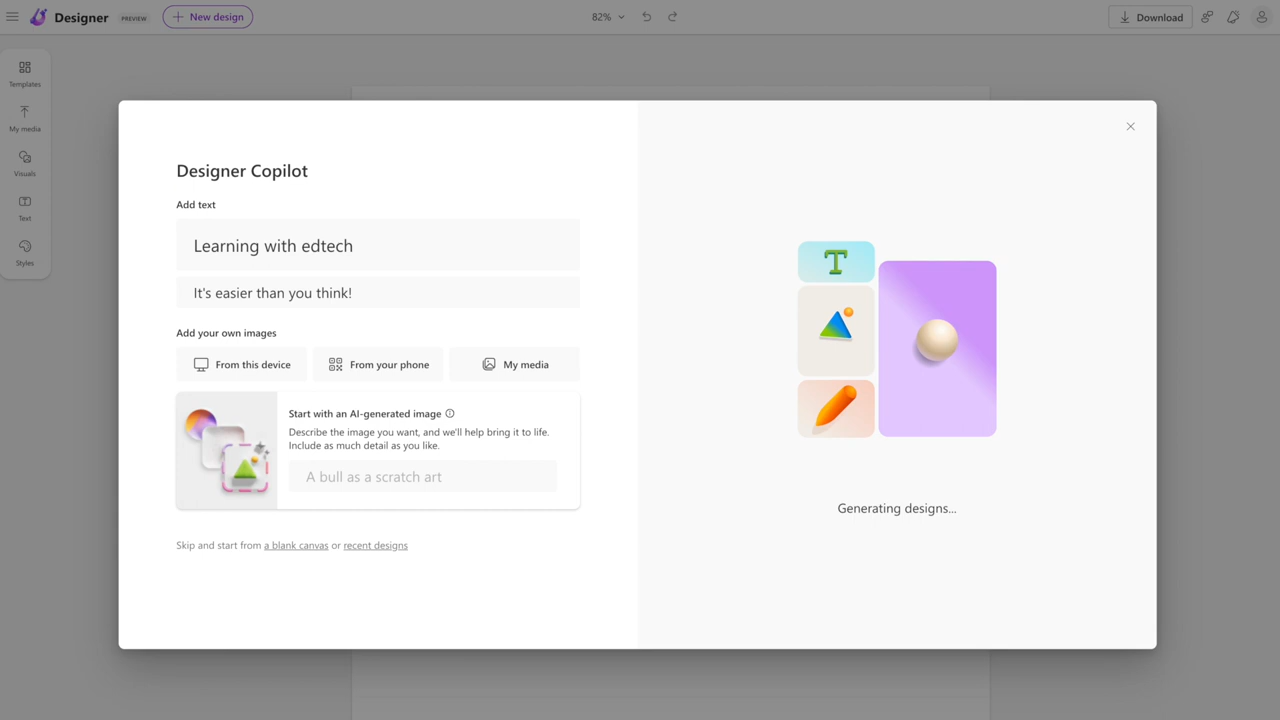 Designer
PREVIEW
New design
82%
Download
Templates
My media
Visuals
Text
Styles
Designer Copilot
Add text
Learning with edtech
It's easier than you think!
Add your own images
From this device
From your phone
My media
Start with an AI-generated image
Describe the image you want, and we'll help bring it to life.
Include as much detail as you like.
A bull as a scratch art
Skip and start from a blank canvas or recent designs
T
Generating designs...